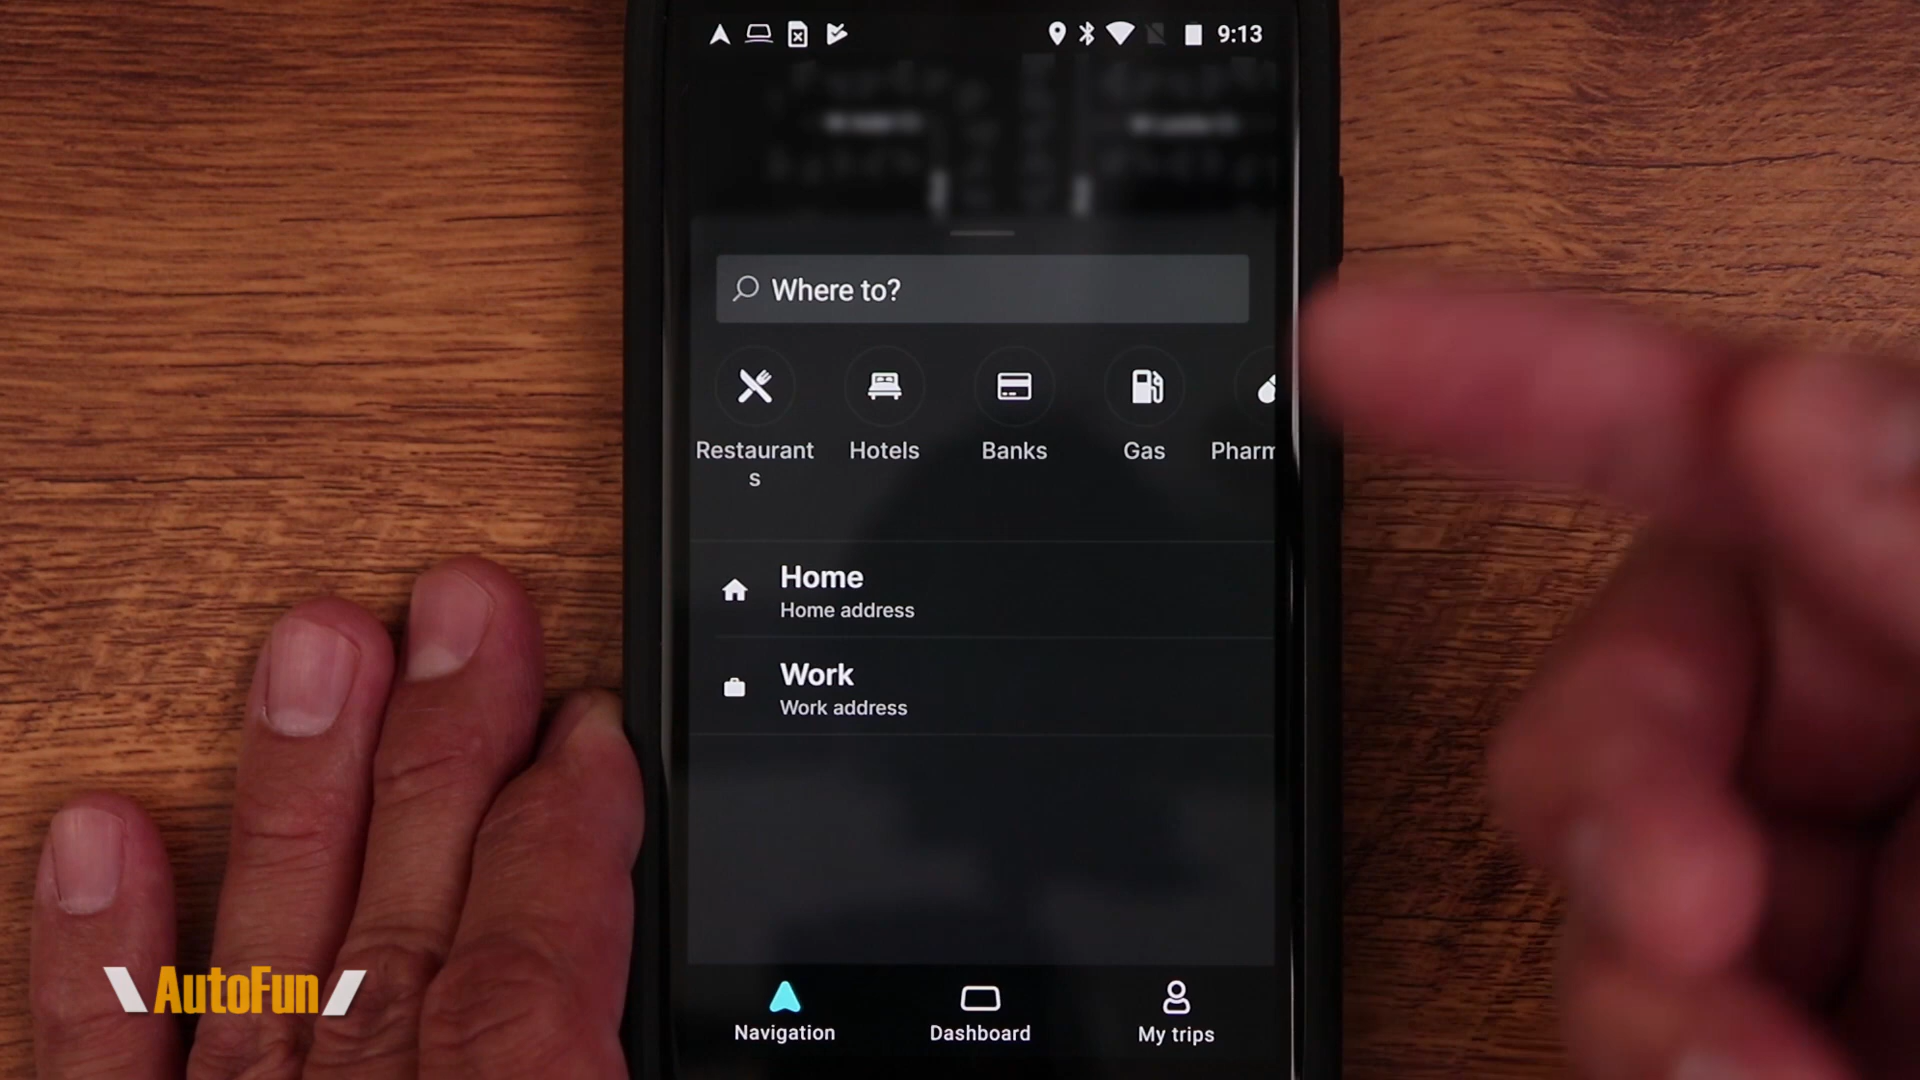 9:13
Where to?
Restaurant
s
Hotels
Banks
Gas
Pharm
Home
Home address
Work
Work address
Navigation
Dashboard
My trips
AutoFun